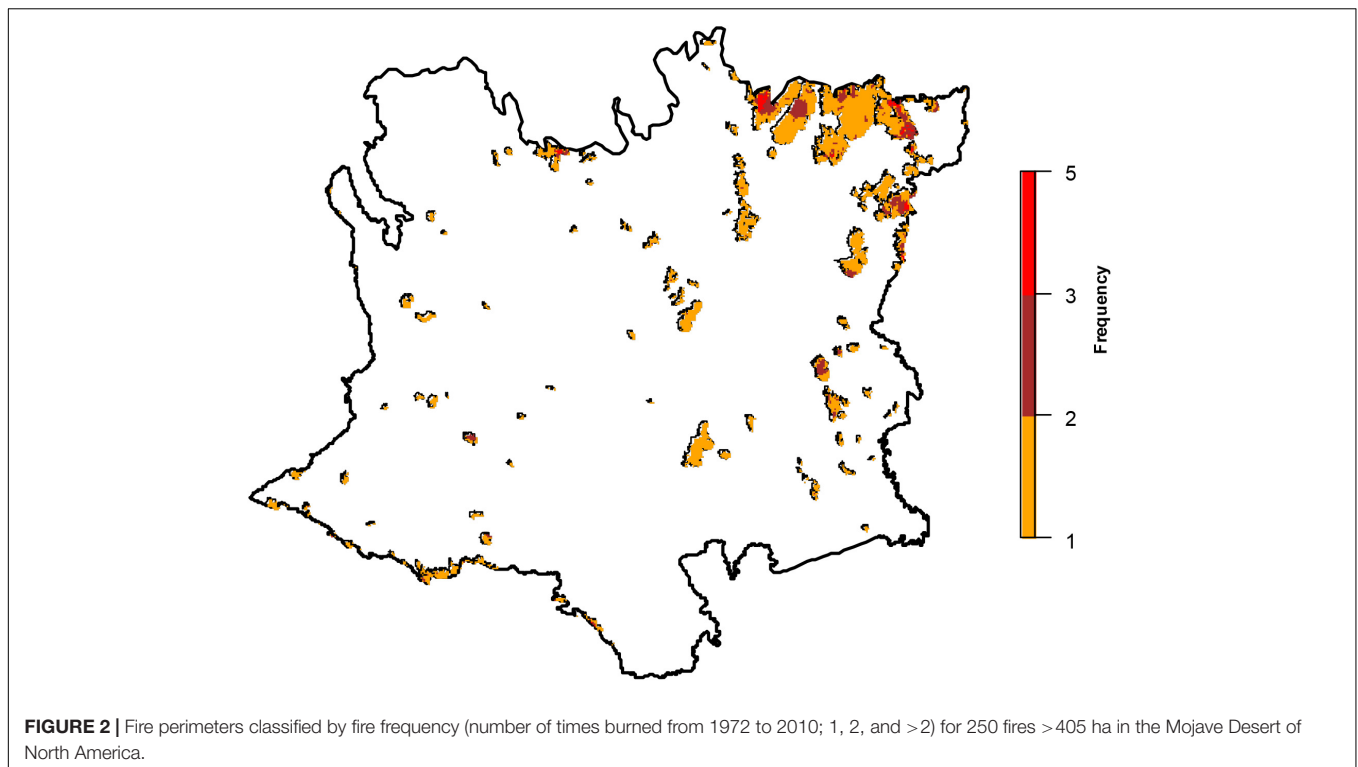 5
3
2
1
Frequency
FIGURE 2 | Fire perimeters classified by fire frequency (number of times burned from 1972 to 2010; 1, 2, and >2) for 250 fires >405 ha in the Mojave Desert of
North America.